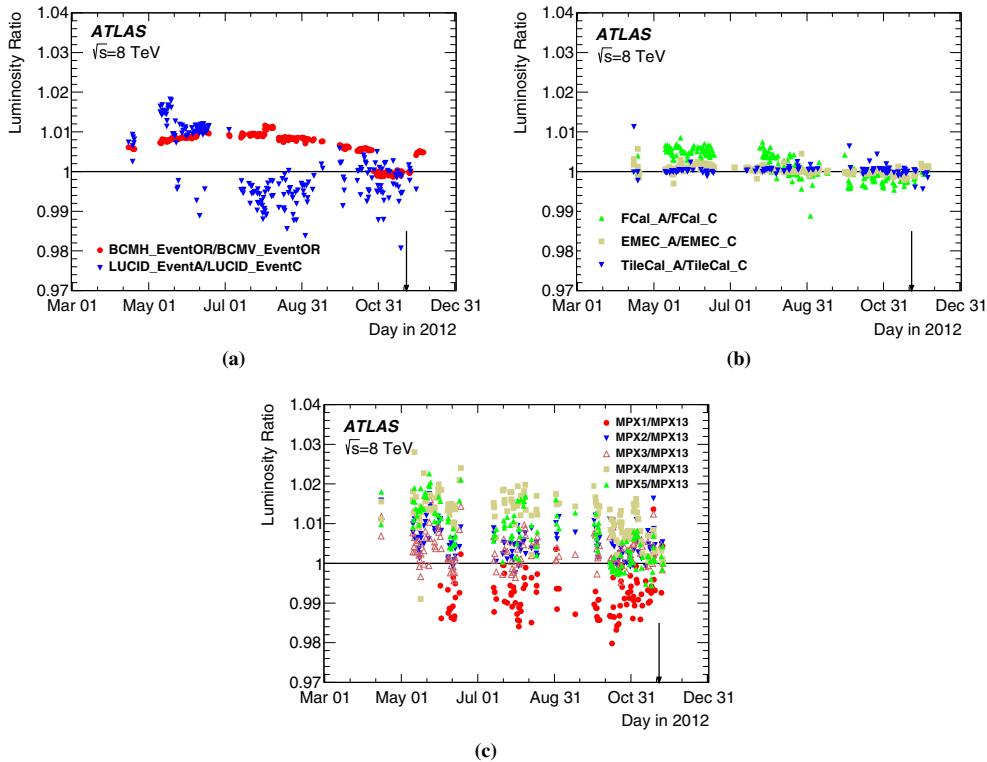 ATLAS
√s=8 TeV
Luminosity Ratio
1.04
1.03
1.02
1.01
1
0.99
0.98
0.97
BCMH_EventOR/BCMV_EventOR
LUCID_EventA/LUCID_EventC
Mar 01 May 01 Jul 01 Aug 31 Oct 31 Dec 31
Day in 2012
(a)
ATLAS
√s=8 TeV
Luminosity Ratio
1.04
1.03
1.02
1.01
1
0.99
0.98
0.97
FCal_A/FCal_C
EMEC_A/EMEC_C
TileCal_A/TileCal_C
Mar 01 May 01 Jul 01 Aug 31 Oct 31 Dec 31
Day in 2012
(b)
ATLAS
√s=8 TeV
Luminosity Ratio
1.04
1.03
1.02
1.01
1
0.99
0.98
0.97
MPX1/MPX13
MPX2/MPX13
MPX3/MPX13
MPX4/MPX13
MPX5/MPX13
Mar 01 May 01 Jul 01 Aug 31 Oct 31 Dec 31
Day in 2012
(c)